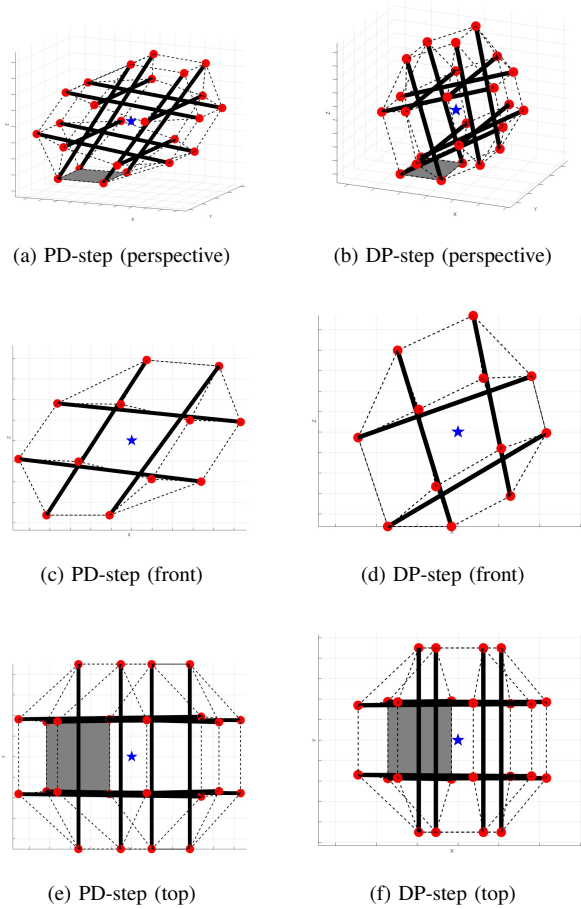 Z
X
Y
Z
X
Y
(a) PD-step (perspective)
(b) DP-step (perspective)
Z
X
Z
X
(c) PD-step (front)
(d) DP-step (front)
Y
X
Y
X
(e) PD-step (top)
(f) DP-step (top)